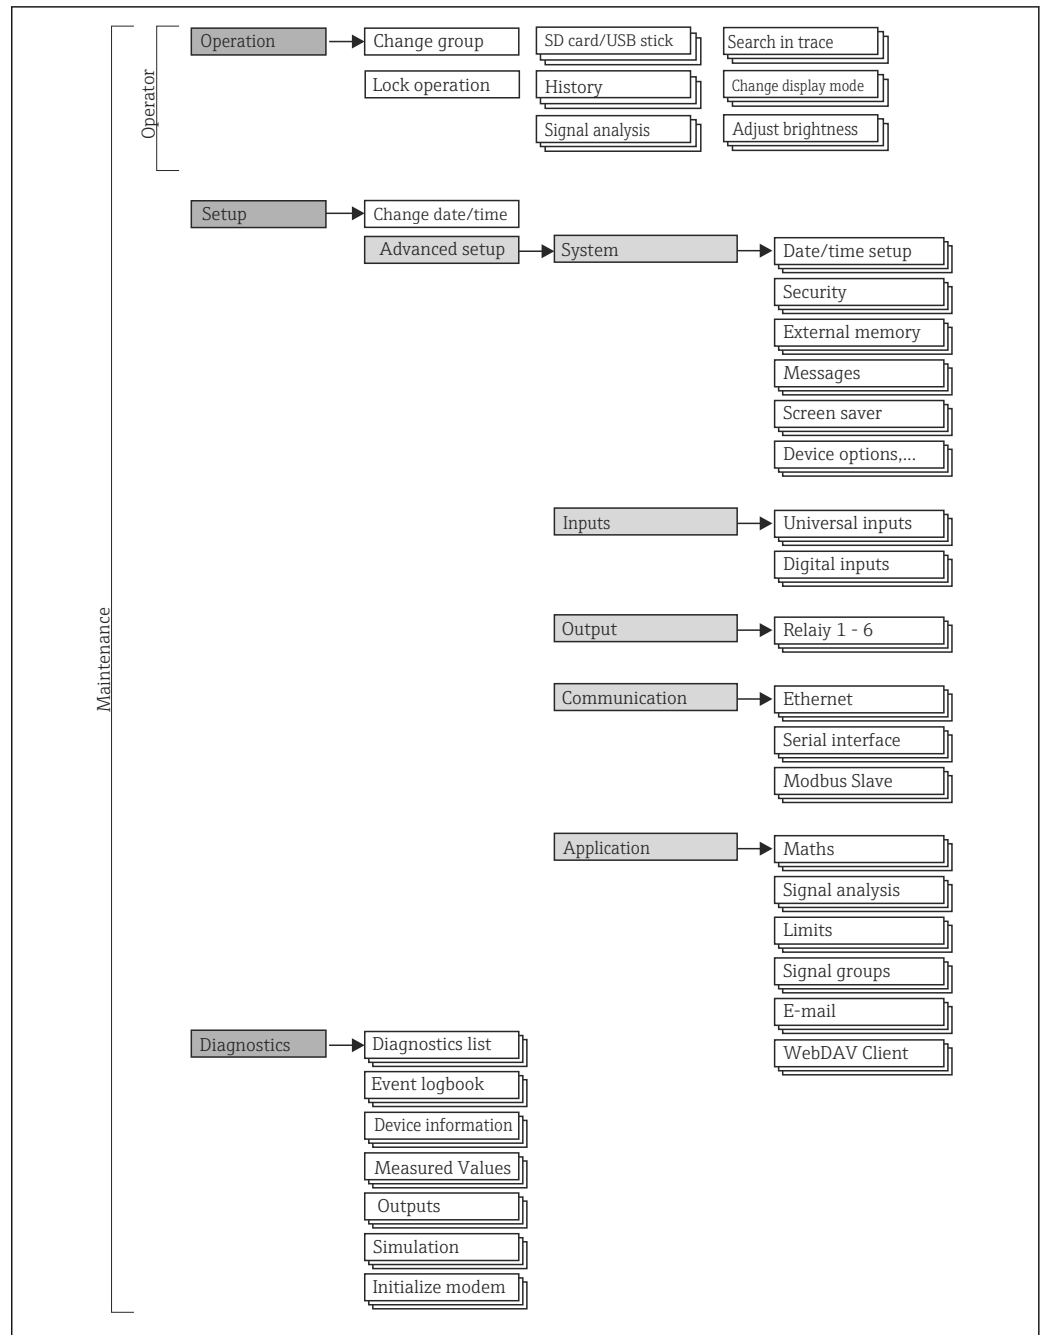 Operation
Change group
SD card/USB stick
Search in trace
Lock operation
History
Change display mode
Signal analysis
Adjust brightness
Operator
Setup
Change date/time
Advanced setup
System
Date/time setup
Security
External memory
Messages
Screen saver
Device options,...
Inputs
Universal inputs
Digital inputs
Output
Relaiy 1 - 6
Maintenance
Communication
Ethernet
Serial interface
Modbus Slave
Application
Maths
Signal analysis
Limits
Signal groups
E-mail
WebDAV Client
Diagnostics
Diagnostics list
Event logbook
Device information
Measured Values
Outputs
Simulation
Initialize modem